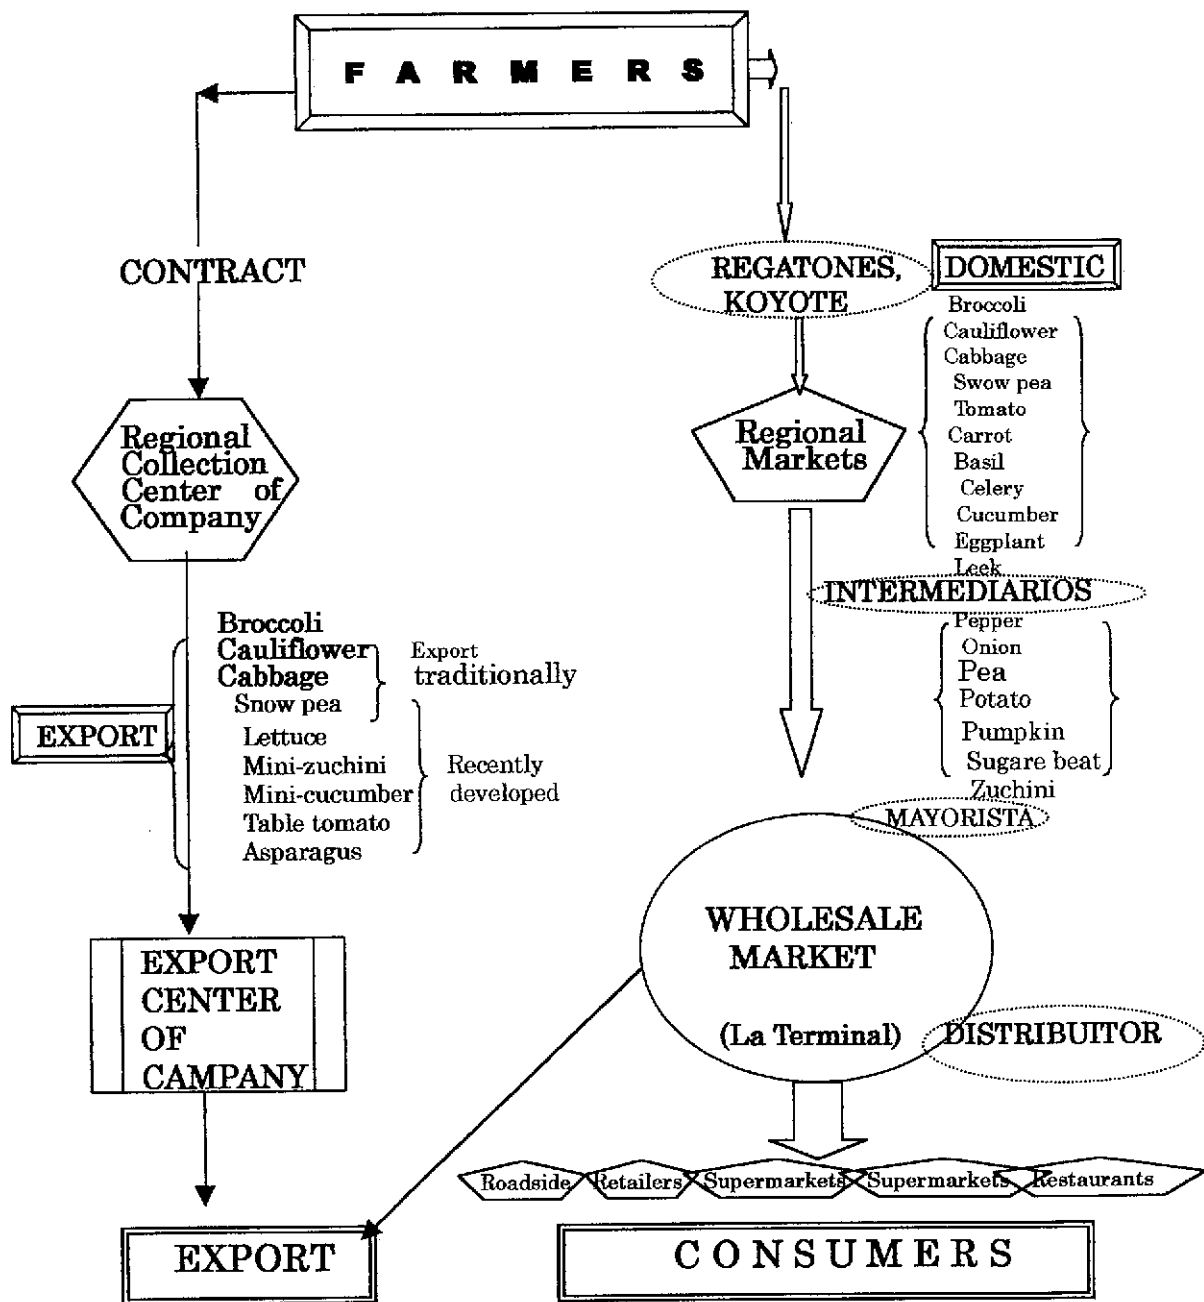 FARMERS
CONTRACT
Regional
Collection
Center of
Company
EXPORT
Broccoli
Cauliflower
Cabbage
Snow pea
Export
traditionally
Lettuce
Mini-zuchini
Mini-cucumber
Table tomato
Asparagus
Recently
developed
EXPORT
CENTER
OF
CAMPANY
EXPORT
REGATONES,
KOYOTE
DOMESTIC
Broccoli
Cauliflower
Cabbage
Swow pea
Tomato
Carrot
Basil
Celery
Cucumber
Eggplant
Leek
Regional
Markets
INTERMEDIARIOS
Pepper
Onion
Pea
Potato
Pumpkin
Sugare beat
Zuchini
MAYORISTA
WHOLESALE
MARKET
(La Terminal)
DISTRIBUITOR
Roadside Retailers Supermarkets Supermarkets Restaurants
CONSUMERS